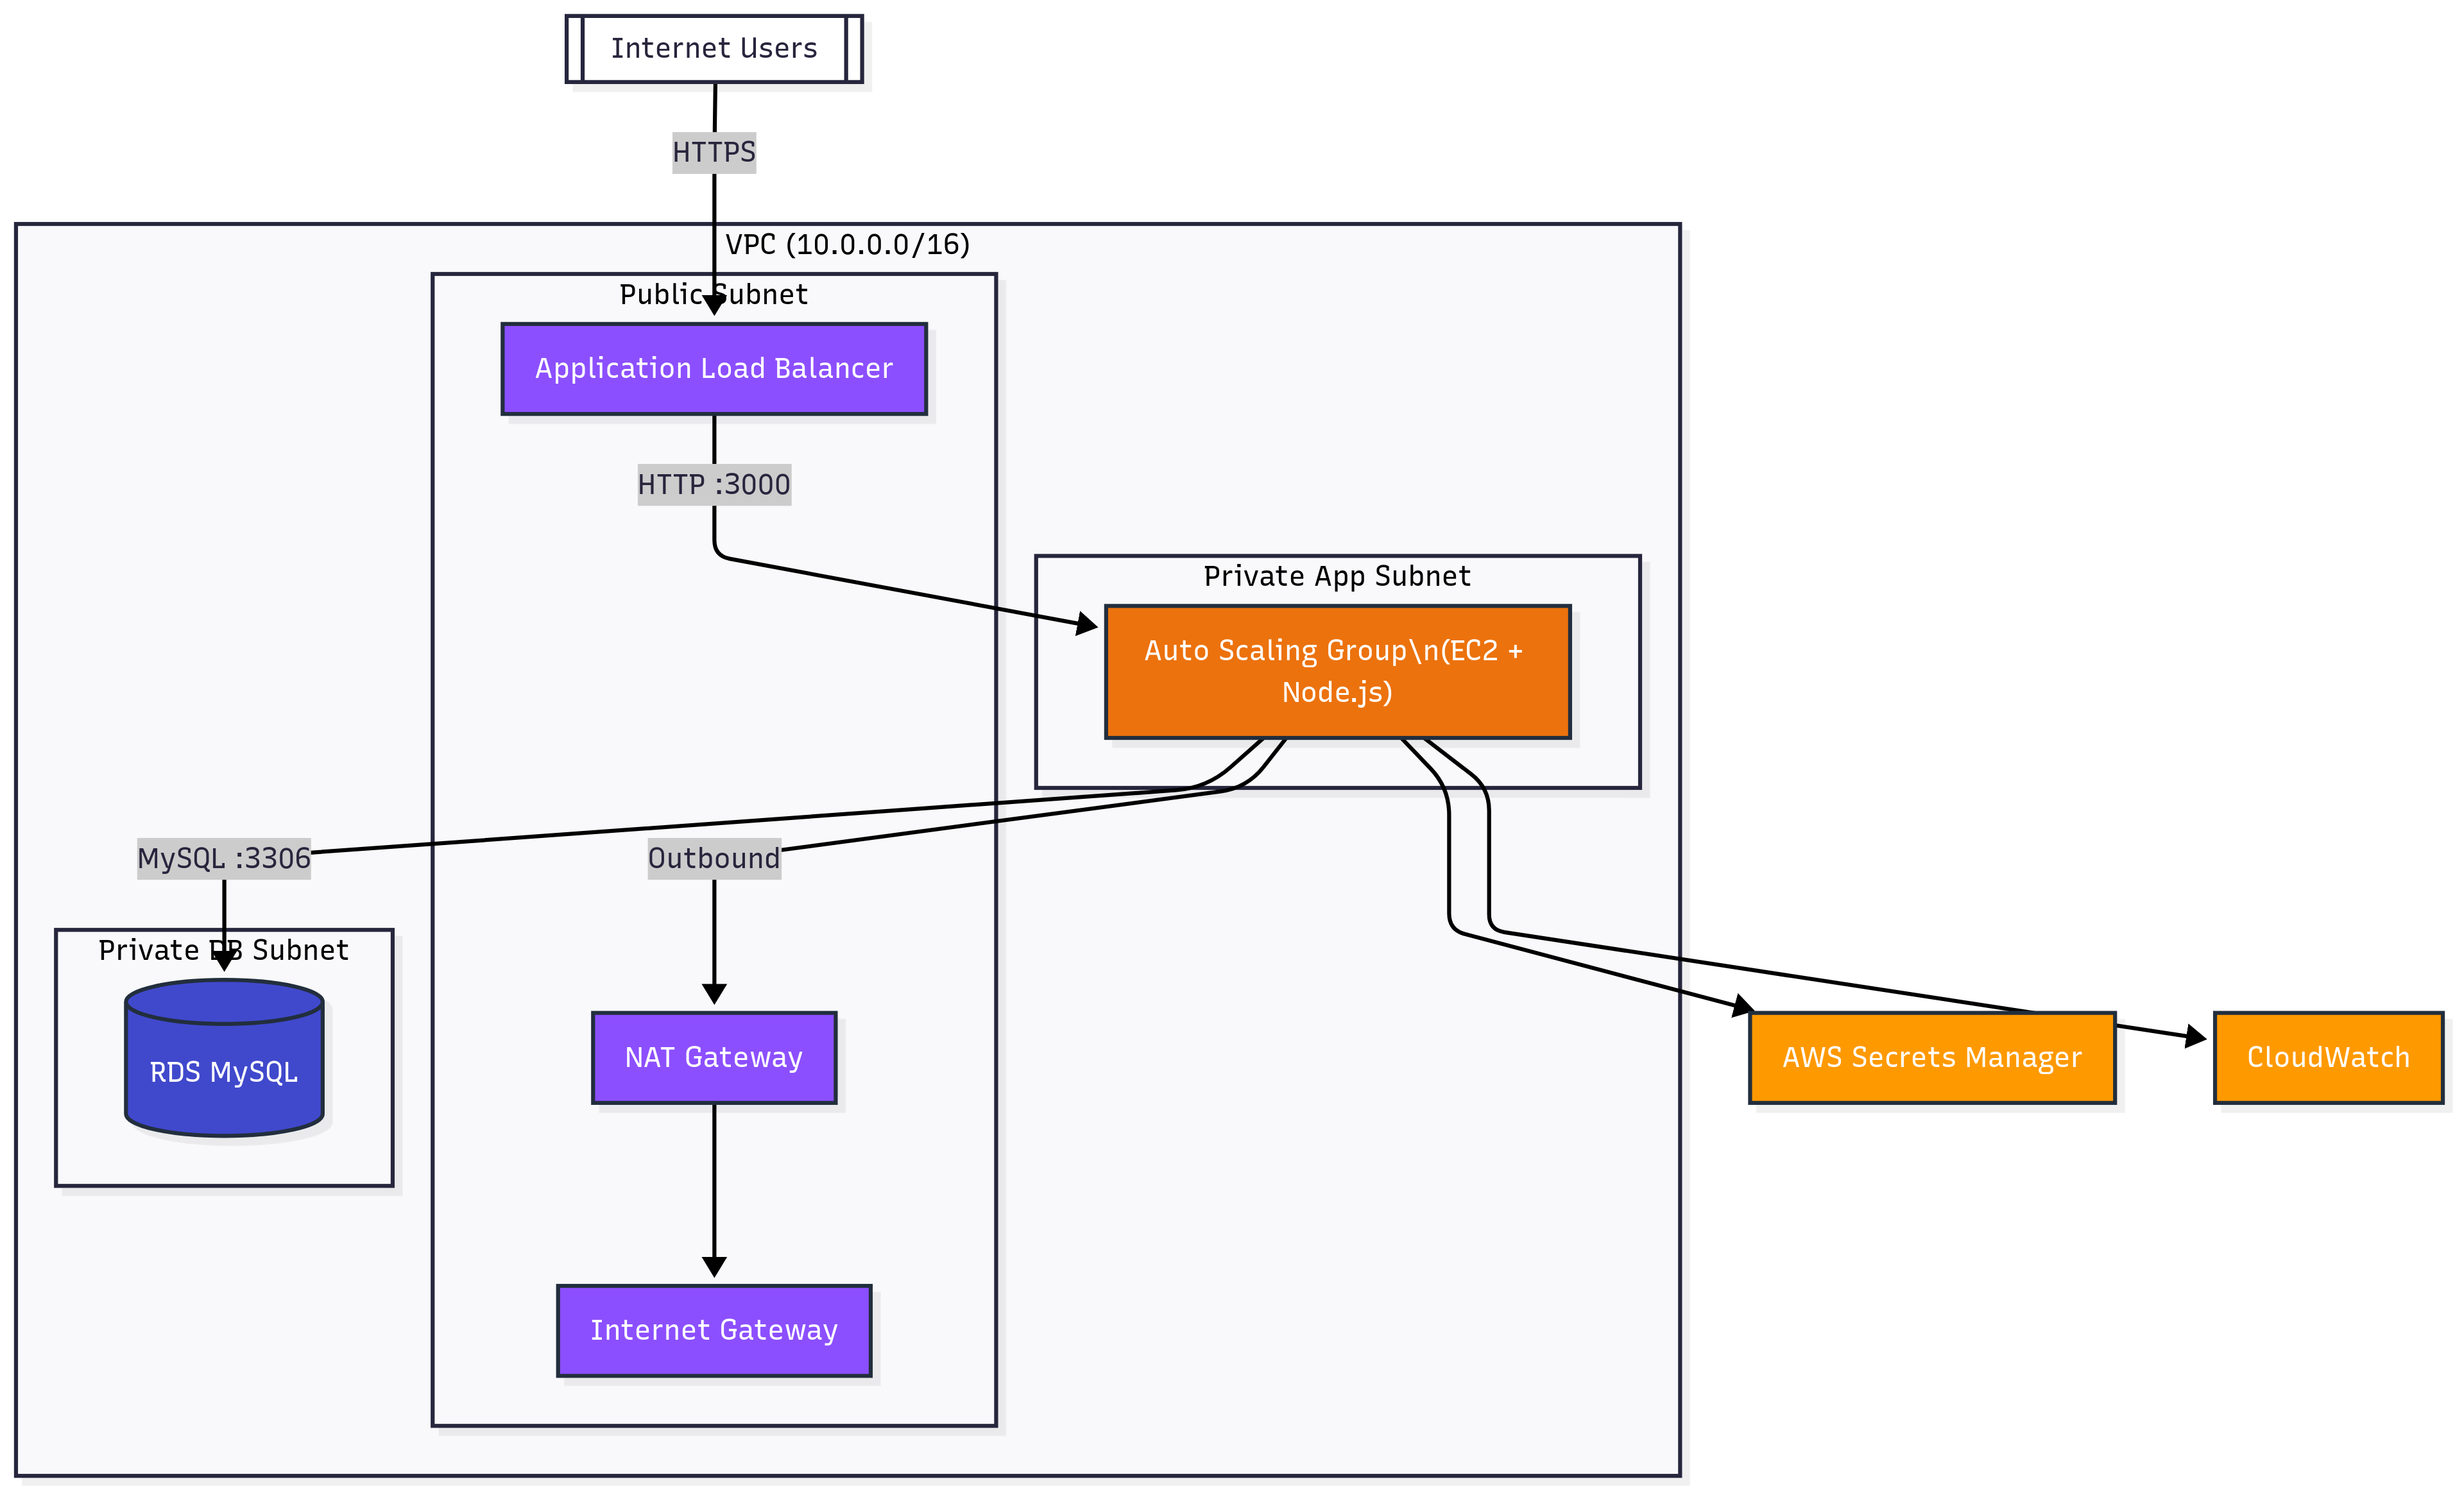 Internet Users
HTTPS
VPC (10.0.0.0/16)
Public Subnet
Application Load Balancer
HTTP :3000
Private App Subnet
Auto Scaling Group\n(EC2 +
Node.js)
MySQL :3306
Outbound
Private DB Subnet
RDS MySQL
NAT Gateway
AWS Secrets Manager
CloudWatch
Internet Gateway